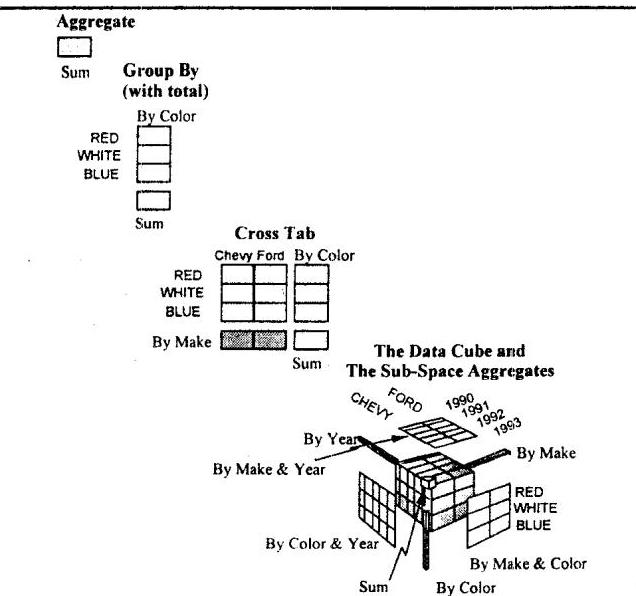 Aggregate
Sum
Group By
(with total)
By Color
RED
WHITE
BLUE
Sum
Cross Tab
Chevy Ford By Color
RED
WHITE
BLUE
By Make
Sum
The Data Cube and
The Sub-Space Aggregates
CHEVY
FORD
1990
1991
1992
1993
By Year
By Make
By Make & Year
RED
WHITE
BLUE
By Color & Year
By Make & Color
Sum
By Color